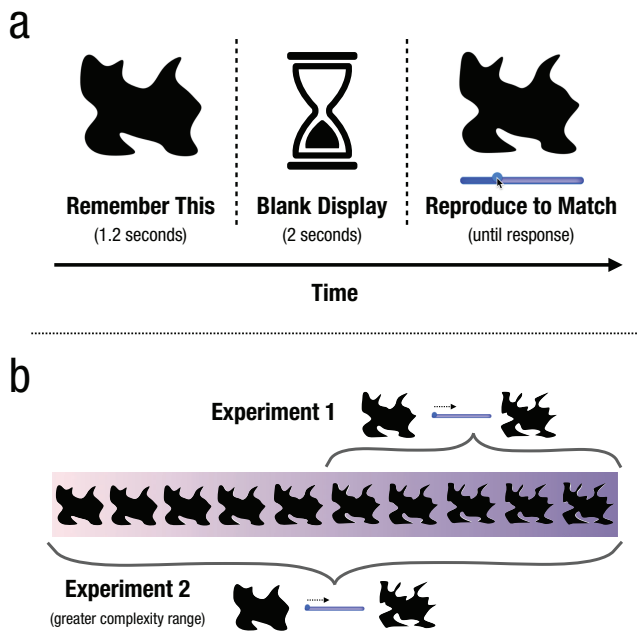 a
Remember This
(1.2 seconds)
Blank Display
(2 seconds)
Reproduce to Match
(until response)
Time
b
Experiment 1
Experiment 2
(greater complexity range)